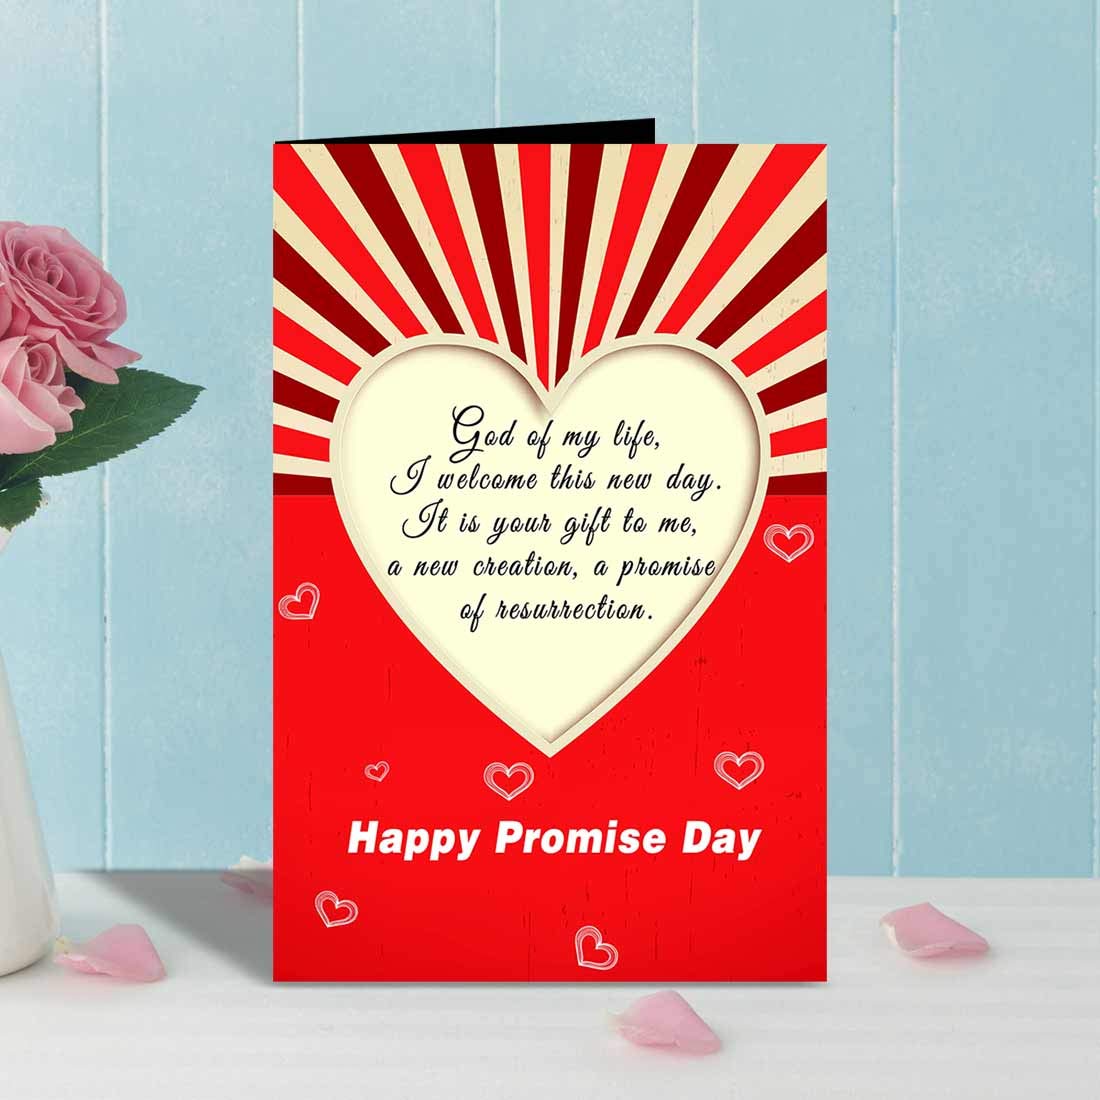 God of my life,
I welcome this new day.
It is your gift to me,
a new creation, a promise
of resurrection.
Happy Promise Day